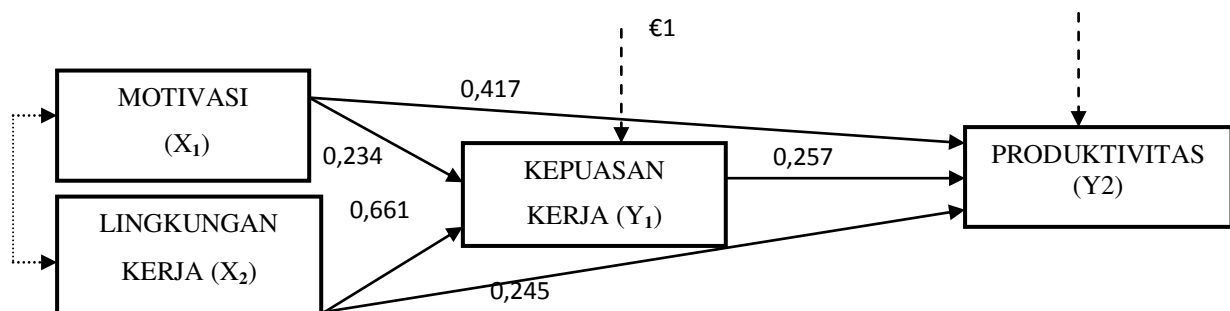 €1
MOTIVASI
(X1)
0,417
0,234
KEPUASAN
KERJA (Y1)
0,257
PRODUKTIVITAS
(Y2)
0,661
LINGKUNGAN
KERJA (X2)
0,245